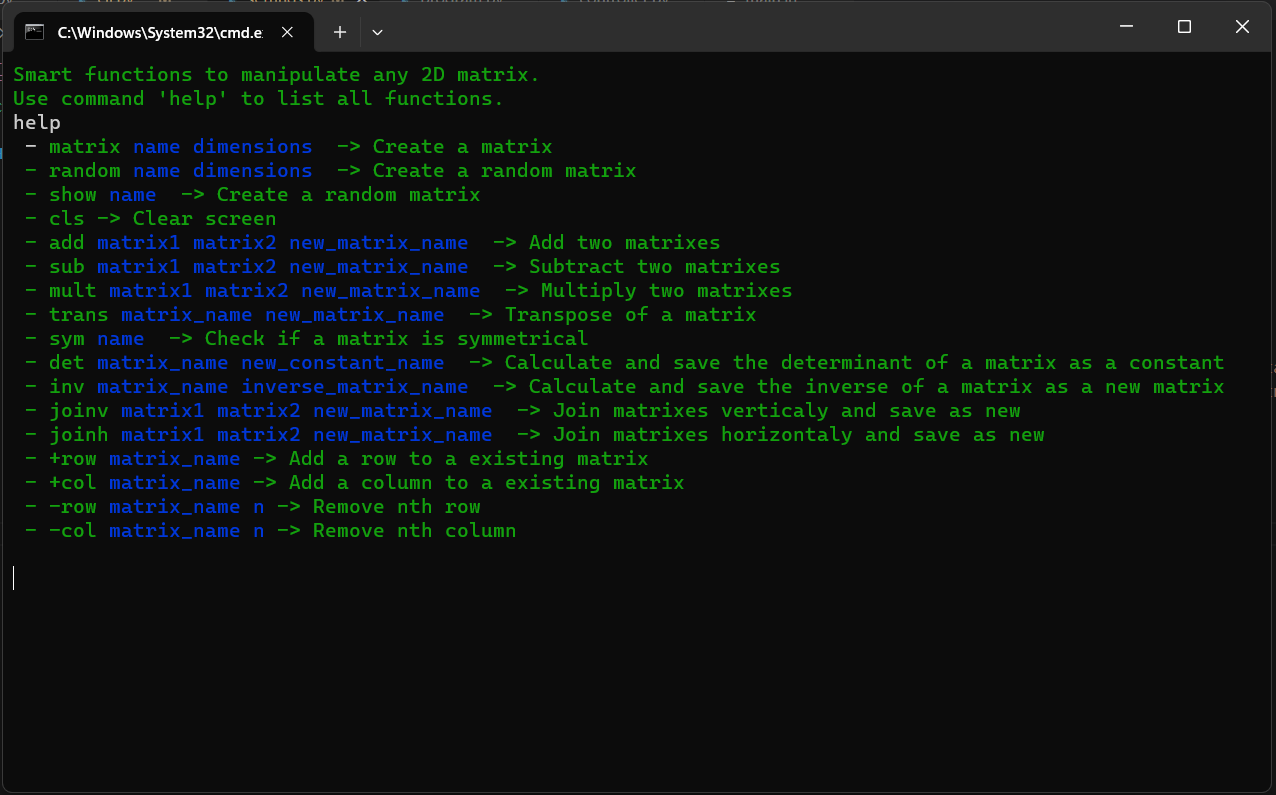 C:\Windows\System32\cmd.e
Smart functions to manipulate any 2D matrix.
Use command 'help' to list all functions.
help
- matrix name dimensions  -> Create a matrix
- random name dimensions  -> Create a random matrix
- show name  -> Create a random matrix
- cls -> Clear screen
- add matrix1 matrix2 new_matrix_name  -> Add two matrixes
- sub matrix1 matrix2 new_matrix_name  -> Subtract two matrixes
- mult matrix1 matrix2 new_matrix_name  -> Multiply two matrixes
- trans matrix_name new_matrix_name  -> Transpose of a matrix
- sym name  -> Check if a matrix is symmetrical
- det matrix_name new_constant_name  -> Calculate and save the determinant of a matrix as a constant
- inv matrix_name inverse_matrix_name  -> Calculate and save the inverse of a matrix as a new matrix
- joinv matrix1 matrix2 new_matrix_name  -> Join matrixes verticaly and save as new
- joinh matrix1 matrix2 new_matrix_name  -> Join matrixes horizontaly and save as new
- +row matrix_name -> Add a row to a existing matrix
- +col matrix_name -> Add a column to a existing matrix
- -row matrix_name n -> Remove nth row
- -col matrix_name n -> Remove nth column